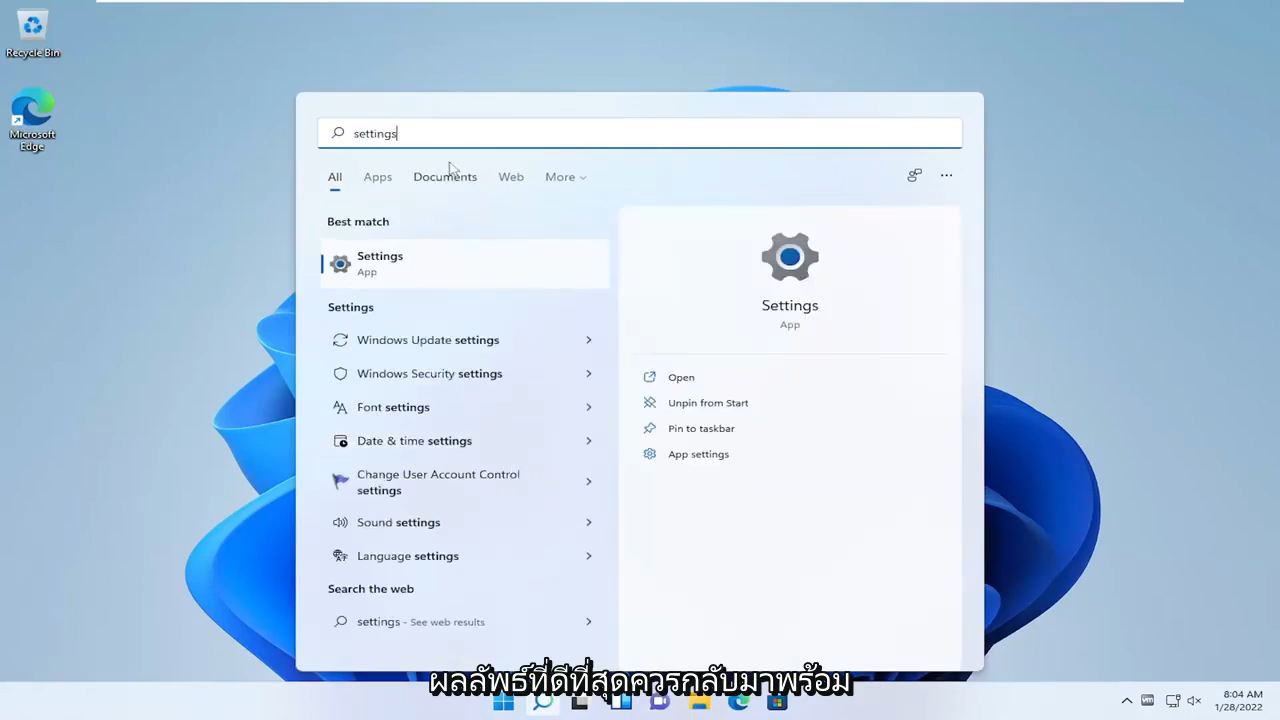 Recycle Bin
Microsoft
Edge
settings
All Apps Documents Web More
Best match
Settings
App
Settings
Windows Update settings
Windows Security settings
Font settings
Date & time settings
Change User Account Control
settings
Sound settings
Language settings
Search the web
settings - See web results
Settings
App
Open
Unpin from Start
Pin to taskbar
App settings
ผลลัพธ์ที่ดีที่สุดควรกลับมาพร้อม
8:04 AM
1/28/2022